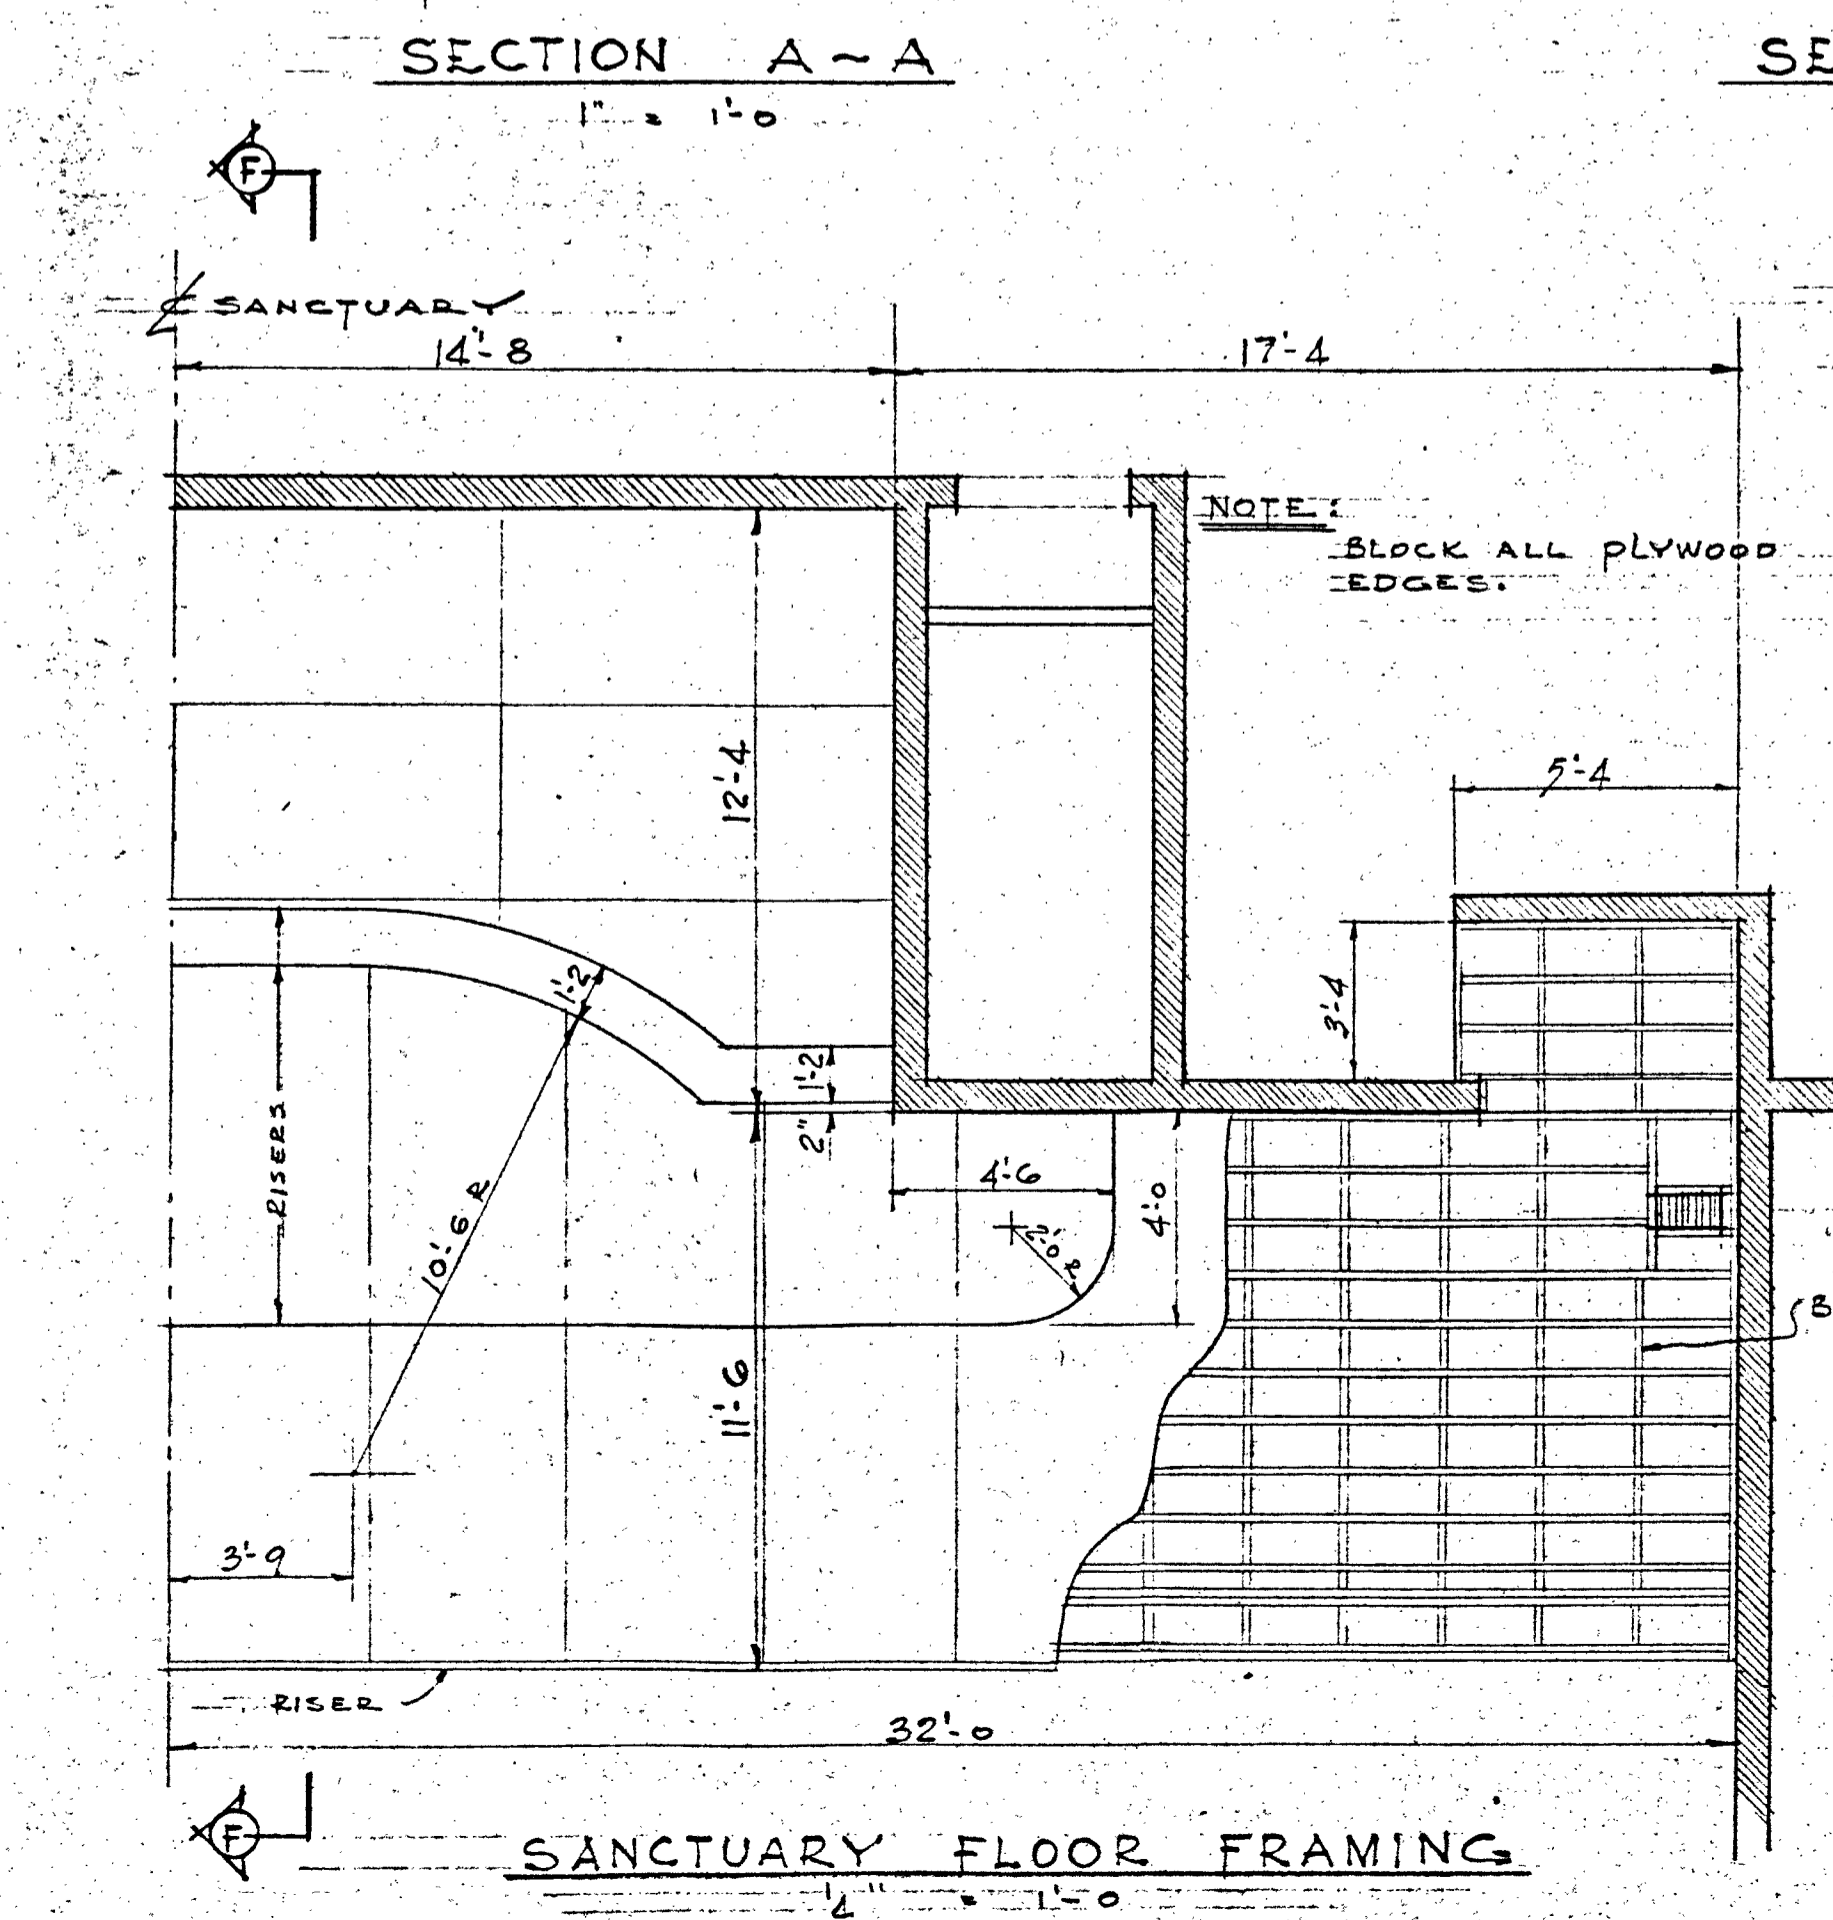 SECTION A~A
SE
1" = 1'-0
F
℄ SANCTUARY
14'-8
17'-4
NOTE:
BLOCK ALL PLYWOOD
EDGES.
12'-4
5'-4
1'-2
3'-4
1'-2
2"
RISERS
10'-6 R
4'-6
4'-0
2'-0 R
B
11'-6
3'-9
RISER
32'-0
F
SANCTUARY FLOOR FRAMING
1/4" = 1'-0